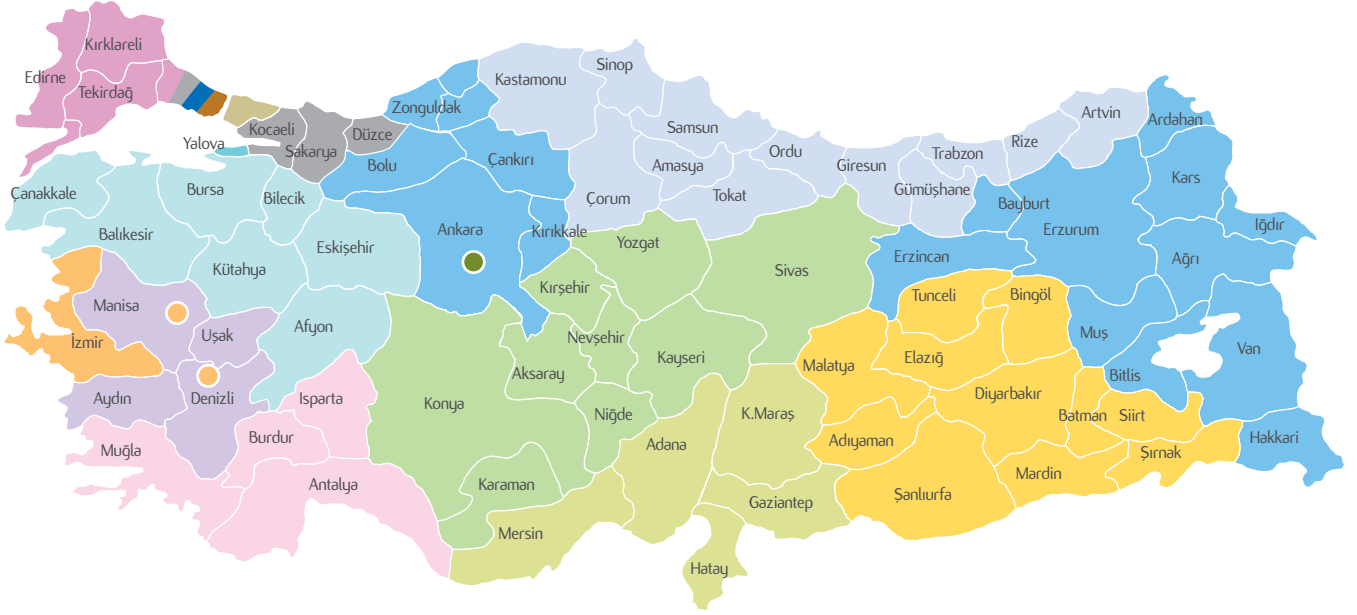 Kırklareli
Edirne
Tekirdağ
Sinop
Kastamonu
Zonguldak
Kocaeli
Düzce
Samsun
Artvin
Ardahan
Yalova
Sakarya
Bolu
Çankırı
Amasya
Ordu
Giresun
Trabzon
Rize
Kars
Çanakkale
Bursa
Bilecik
Çorum
Tokat
Gümüşhane
Bayburt
Iğdır
Balıkesir
Eskişehir
Ankara
Kırıkkale
Yozgat
Erzurum
Kütahya
Sivas
Erzincan
Ağrı
Manisa
Kırşehir
Tunceli
Bingöl
İzmir
Uşak
Afyon
Nevşehir
Kayseri
Elazığ
Muş
Van
Aksaray
Malatya
Bitlis
Aydın
Denizli
Isparta
Konya
Niğde
K.Maraş
Diyarbakır
Batman
Siirt
Muğla
Burdur
Adana
Adıyaman
Şırnak
Hakkari
Antalya
Karaman
Gaziantep
Şanlıurfa
Mardin
Mersin
Hatay